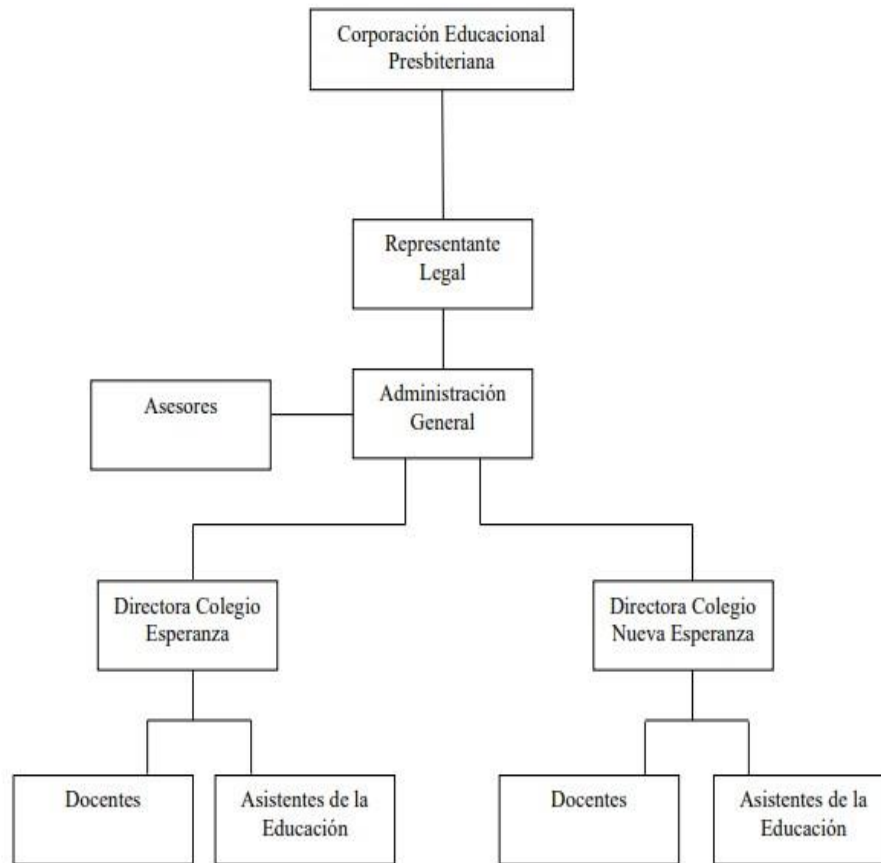 Corporación Educacional
Presbiteriana
Representante
Legal
Asesores
Administración
General
Directora Colegio
Esperanza
Directora Colegio
Nueva Esperanza
Docentes
Asistentes de la
Educación
Docentes
Asistentes de la
Educación